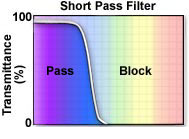 Short Pass Filter
100
Transmittance
(%)
Pass
Block
0